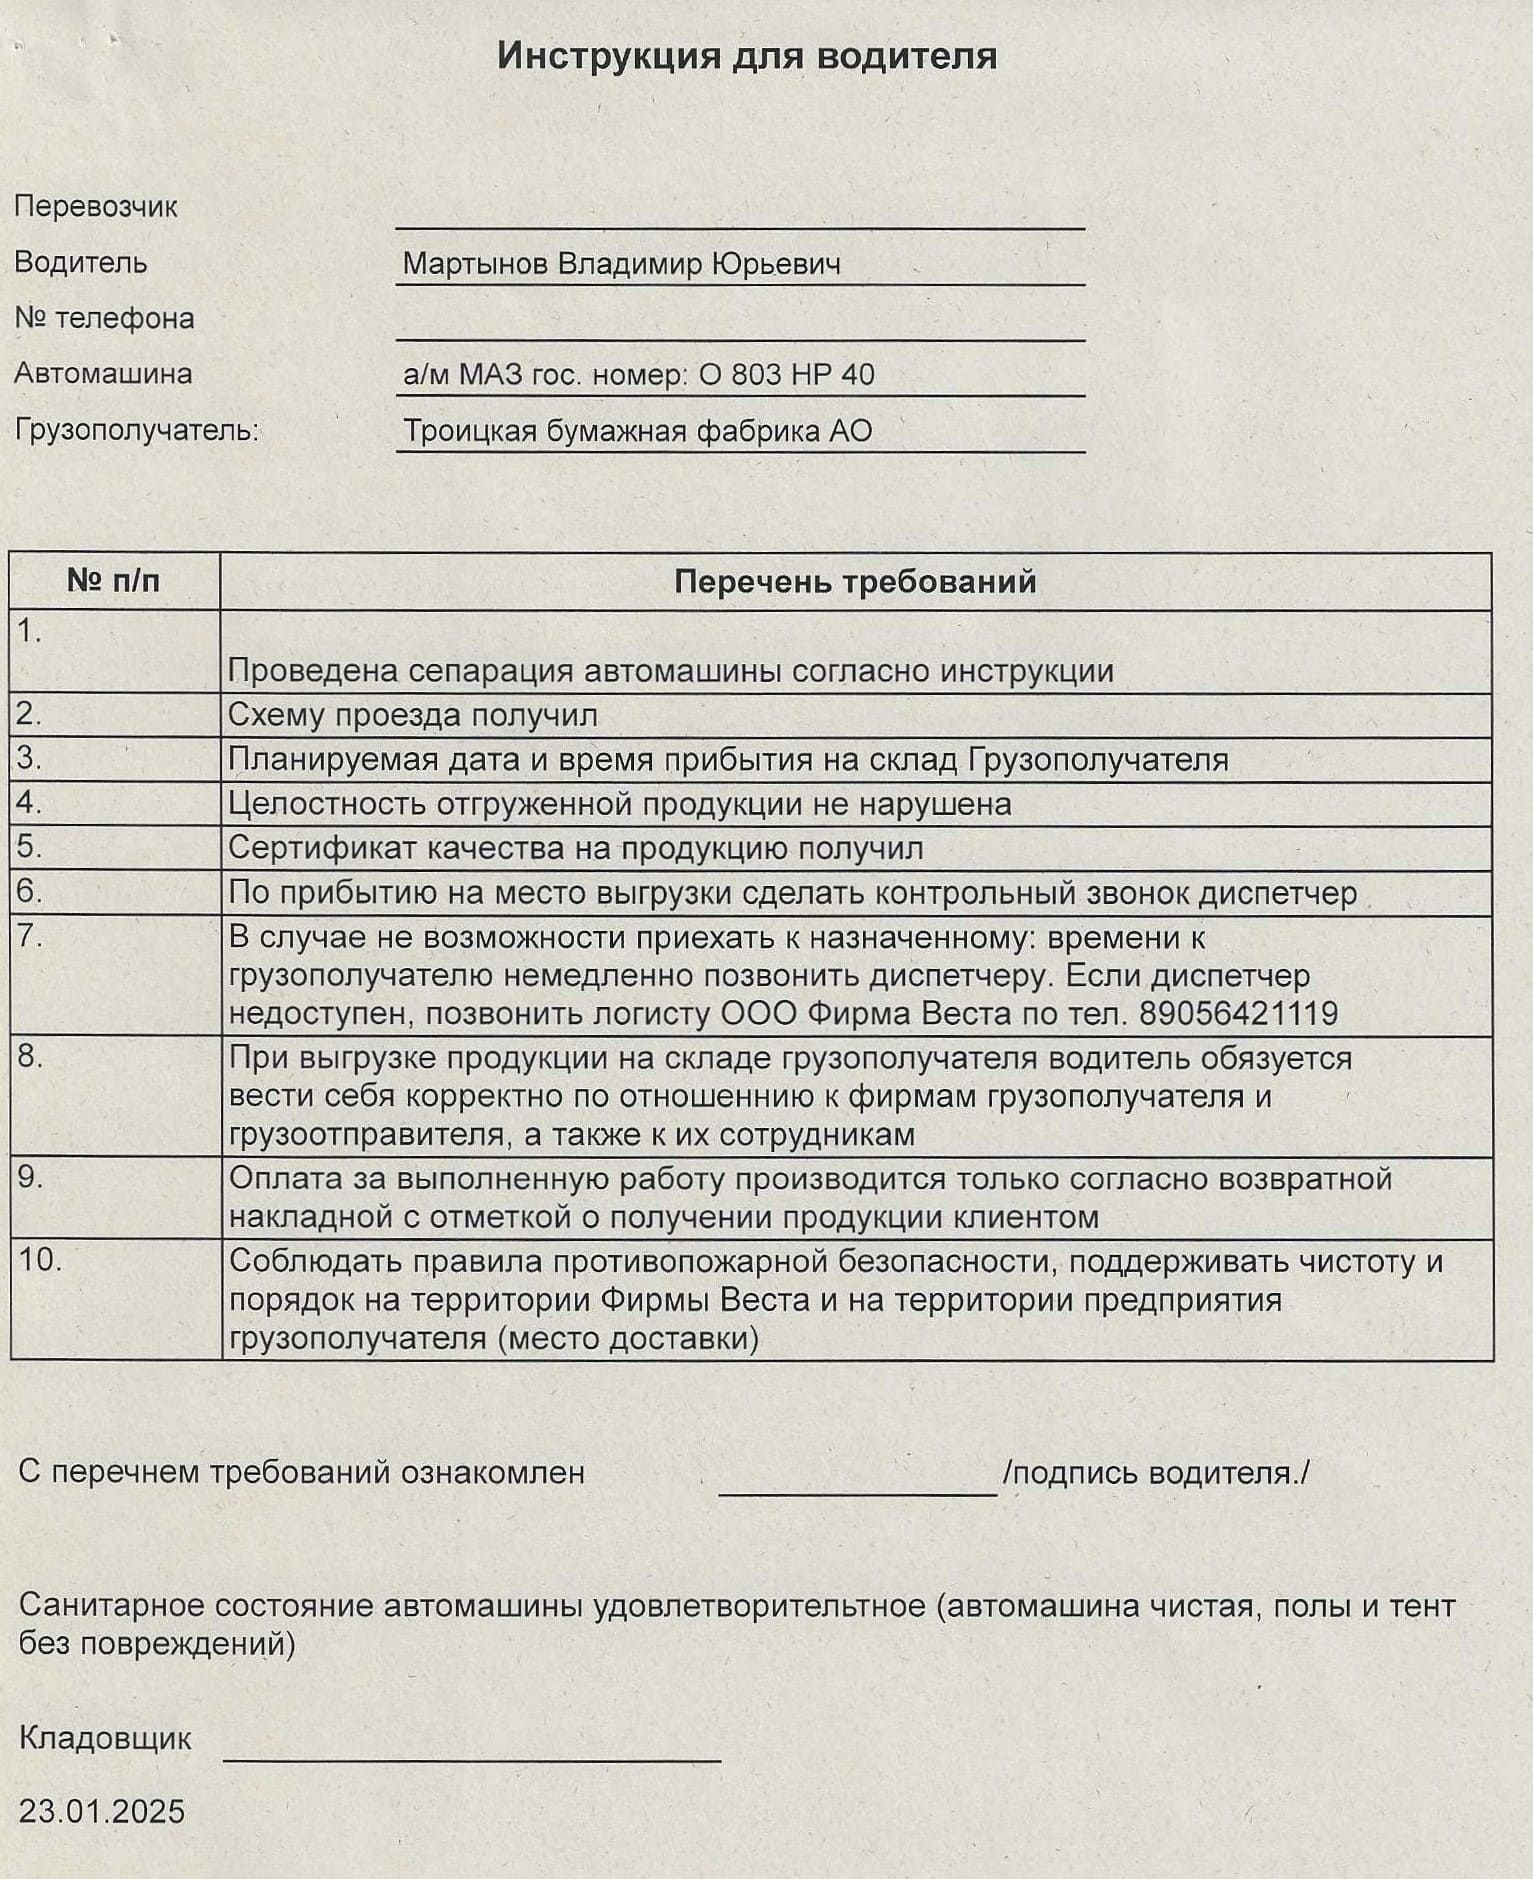 Инструкция для водителя
Перевозчик
Водитель Мартынов Владимир Юрьевич
№ телефона
Автомашина а/м МАЗ гос. номер: О 803 НР 40
Грузополучатель: Троицкая бумажная фабрика АО
№ п/п Перечень требований
1. Проведена сепарация автомашины согласно инструкции
2. Схему проезда получил
3. Планируемая дата и время прибытия на склад Грузополучателя
4. Целостность отгруженной продукции не нарушена
5. Сертификат качества на продукцию получил
6. По прибытию на место выгрузки сделать контрольный звонок диспетчер
7. В случае не возможности приехать к назначенному: времени к
грузополучателю немедленно позвонить диспетчеру. Если диспетчер
недоступен, позвонить логисту ООО Фирма Веста по тел. 89056421119
8. При выгрузке продукции на складе грузополучателя водитель обязуется
вести себя корректно по отношеннию к фирмам грузополучателя и
грузоотправителя, а также к их сотрудникам
9. Оплата за выполненную работу производится только согласно возвратной
накладной с отметкой о получении продукции клиентом
10. Соблюдать правила противопожарной безопасности, поддерживать чистоту и
порядок на территории Фирмы Веста и на территории предприятия
грузополучателя (место доставки)
С перечнем требований ознакомлен /подпись водителя./
Санитарное состояние автомашины удовлетворительтное (автомашина чистая, полы и тент
без повреждений)
Кладовщик
23.01.2025